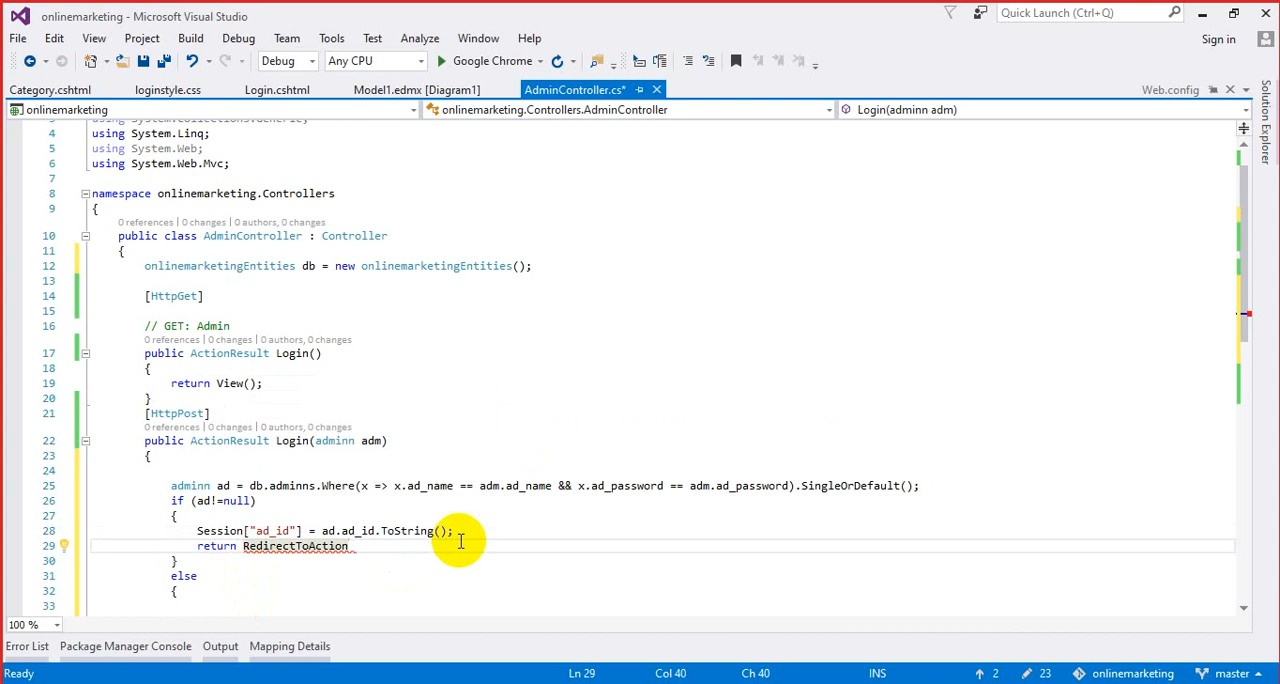 onlinemarketing - Microsoft Visual Studio
Quick Launch (Ctrl+Q)
File Edit View Project Build Debug Team Tools Test Analyze Window Help
Sign in
Debug Any CPU Google Chrome
Category.cshtml loginstyle.css Login.cshtml Model1.edmx [Diagram1] AdminController.cs* Web.config
onlinemarketing onlinemarketing.Controllers.AdminController Login(adminn adm)
Solution Explorer
4 using System.Linq;
5 using System.Web;
6 using System.Web.Mvc;
7
8 namespace onlinemarketing.Controllers
9 {
0 references | 0 changes | 0 authors, 0 changes
10 public class AdminController : Controller
11 {
12 onlinemarketingEntities db = new onlinemarketingEntities();
13
14 [HttpGet]
15
16 // GET: Admin
0 references | 0 changes | 0 authors, 0 changes
17 public ActionResult Login()
18 {
19 return View();
20 }
21 [HttpPost]
0 references | 0 changes | 0 authors, 0 changes
22 public ActionResult Login(adminn adm)
23 {
24
25 adminn ad = db.adminns.Where(x => x.ad_name == adm.ad_name && x.ad_password == adm.ad_password).SingleOrDefault();
26 if (ad!=null)
27 {
28 Session["ad_id"] = ad.ad_id.ToString();
29 return RedirectToAction
30 }
31 else
32 {
33
100 %
Error List Package Manager Console Output Mapping Details
Ready Ln 29 Col 40 Ch 40 INS 2 23 onlinemarketing master